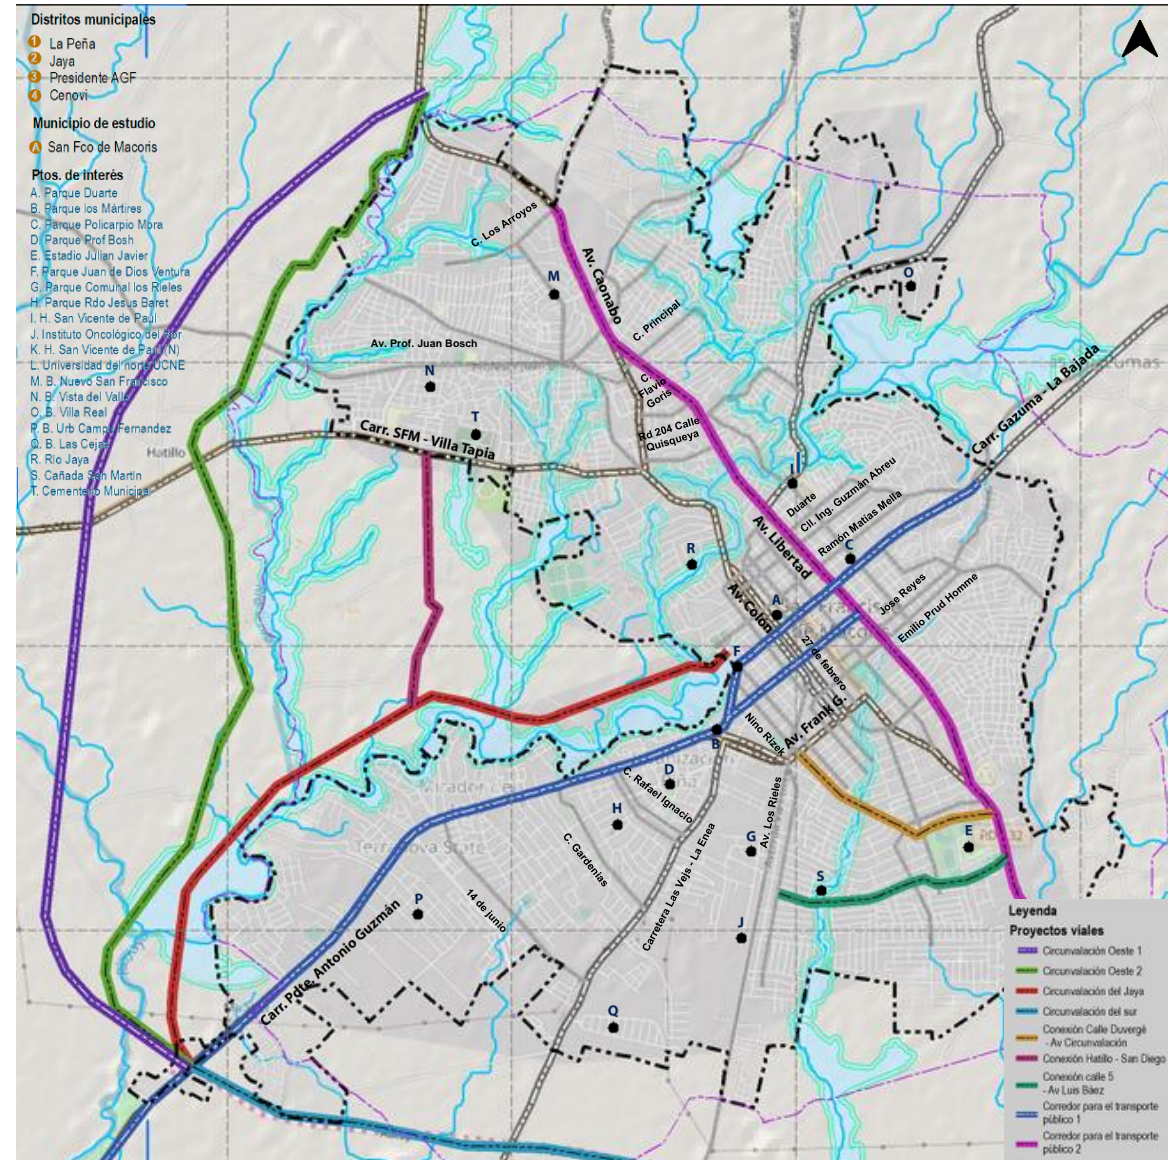 Distritos municipales
1 La Peña
2 Jaya
3 Presidente AGF
4 Cenovi
Municipio de estudio
A San Fco de Macoris
Ptos. de interés
A. Parque Duarte
B. Parque los Mártires
C. Parque Policarpio Mora
D. Parque Prof Bosh
E. Estadio Julian Javier
F. Parque Juan de Dios Ventura
G. Parque Comunal los Rieles
H. Parque Rdo Jesus Baret
I. H. San Vicente de Paúl
J. Instituto Oncológico del Nor
K. H. San Vicente de Paúl (N)
L. Universidad del norte UCNE
M. B. Nuevo San Francisco
N. B. Vista del Valle
O. B. Villa Real
P. B. Urb Campo Fernandez
Q. B. Las Cejas
R. Rio Jaya
S. Cañada San Martin
T. Cementerio Municipal
C. Los Arroyos
Av. Caonabo
M
O
C. Principal
Av. Prof. Juan Bosch
N
C. Flavio Goris
Carr. Gazuma - La Bajada
T
Carr. SFM - Villa Tapia
Rd 204 Calle
Quisqueya
Hatillo
I
Duarte
Cll. Ing. Guzmán Abreu
Ramón Matias Mella
Av. Libertad
R
C
A
Av. Colón
Jose Reyes
Emilio Prud Homme
27 de febrero
F
B
Nino Rizek
Av. Frank G.
D
C. Rafael Ignacio
H
C. Gardenias
G
Av. Los Rieles
E
S
P
14 de junio
Carretera Las Vejs - La Enea
J
Carr. Pdte. Antonio Guzmán
Q
Leyenda
Proyectos viales
Circunvalación Oeste 1
Circunvalación Oeste 2
Circunvalación del Jaya
Circunvalación del sur
Conexión Calle Duvergé
- Av Circunvalación
Conexión Hatillo - San Diego
Conexión calle 5
- Av Luis Báez
Corredor para el transporte
público 1
Corredor para el transporte
público 2